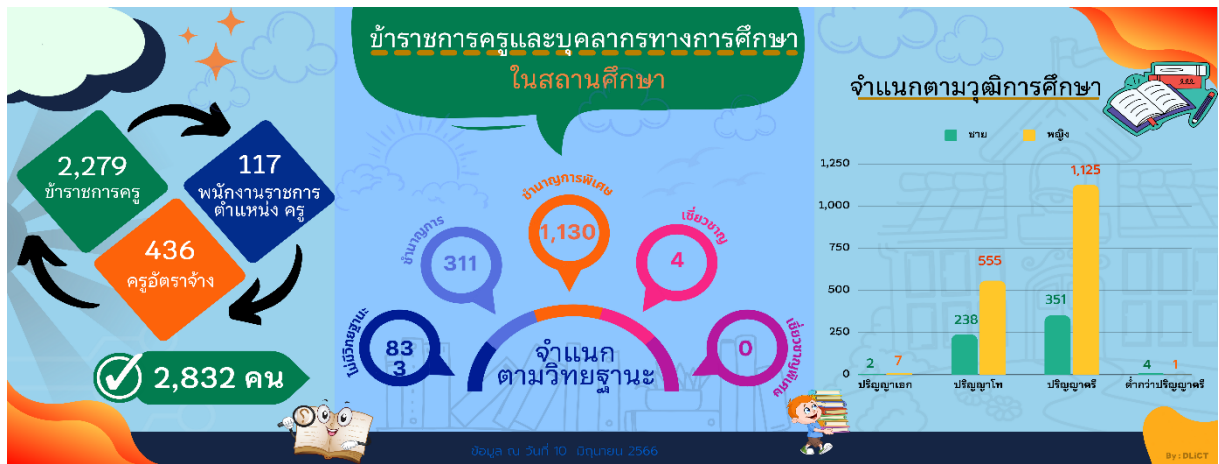 ข้าราชการครูและบุคลากรทางการศึกษา
ในสถานศึกษา
2,279
ข้าราชการครู
117
พนักงานราชการ
ตำแหน่ง ครู
436
ครูอัตราจ้าง
2,832 คน
ไม่มีวิทยฐานะ
83
3
ชำนาญการ
311
ชำนาญการพิเศษ
1,130
เชี่ยวชาญ
4
เชี่ยวชาญพิเศษ
0
จำแนก
ตามวิทยฐานะ
จำแนกตามวุฒิการศึกษา
ชาย หญิง
1,250
1,000
750
500
250
0
2 7
238 555
351 1,125
4 1
ปริญญาเอก ปริญญาโท ปริญญาตรี ต่ำกว่าปริญญาตรี
ข้อมูล ณ วันที่ 10 มิถุนายน 2566
By : DLiCT